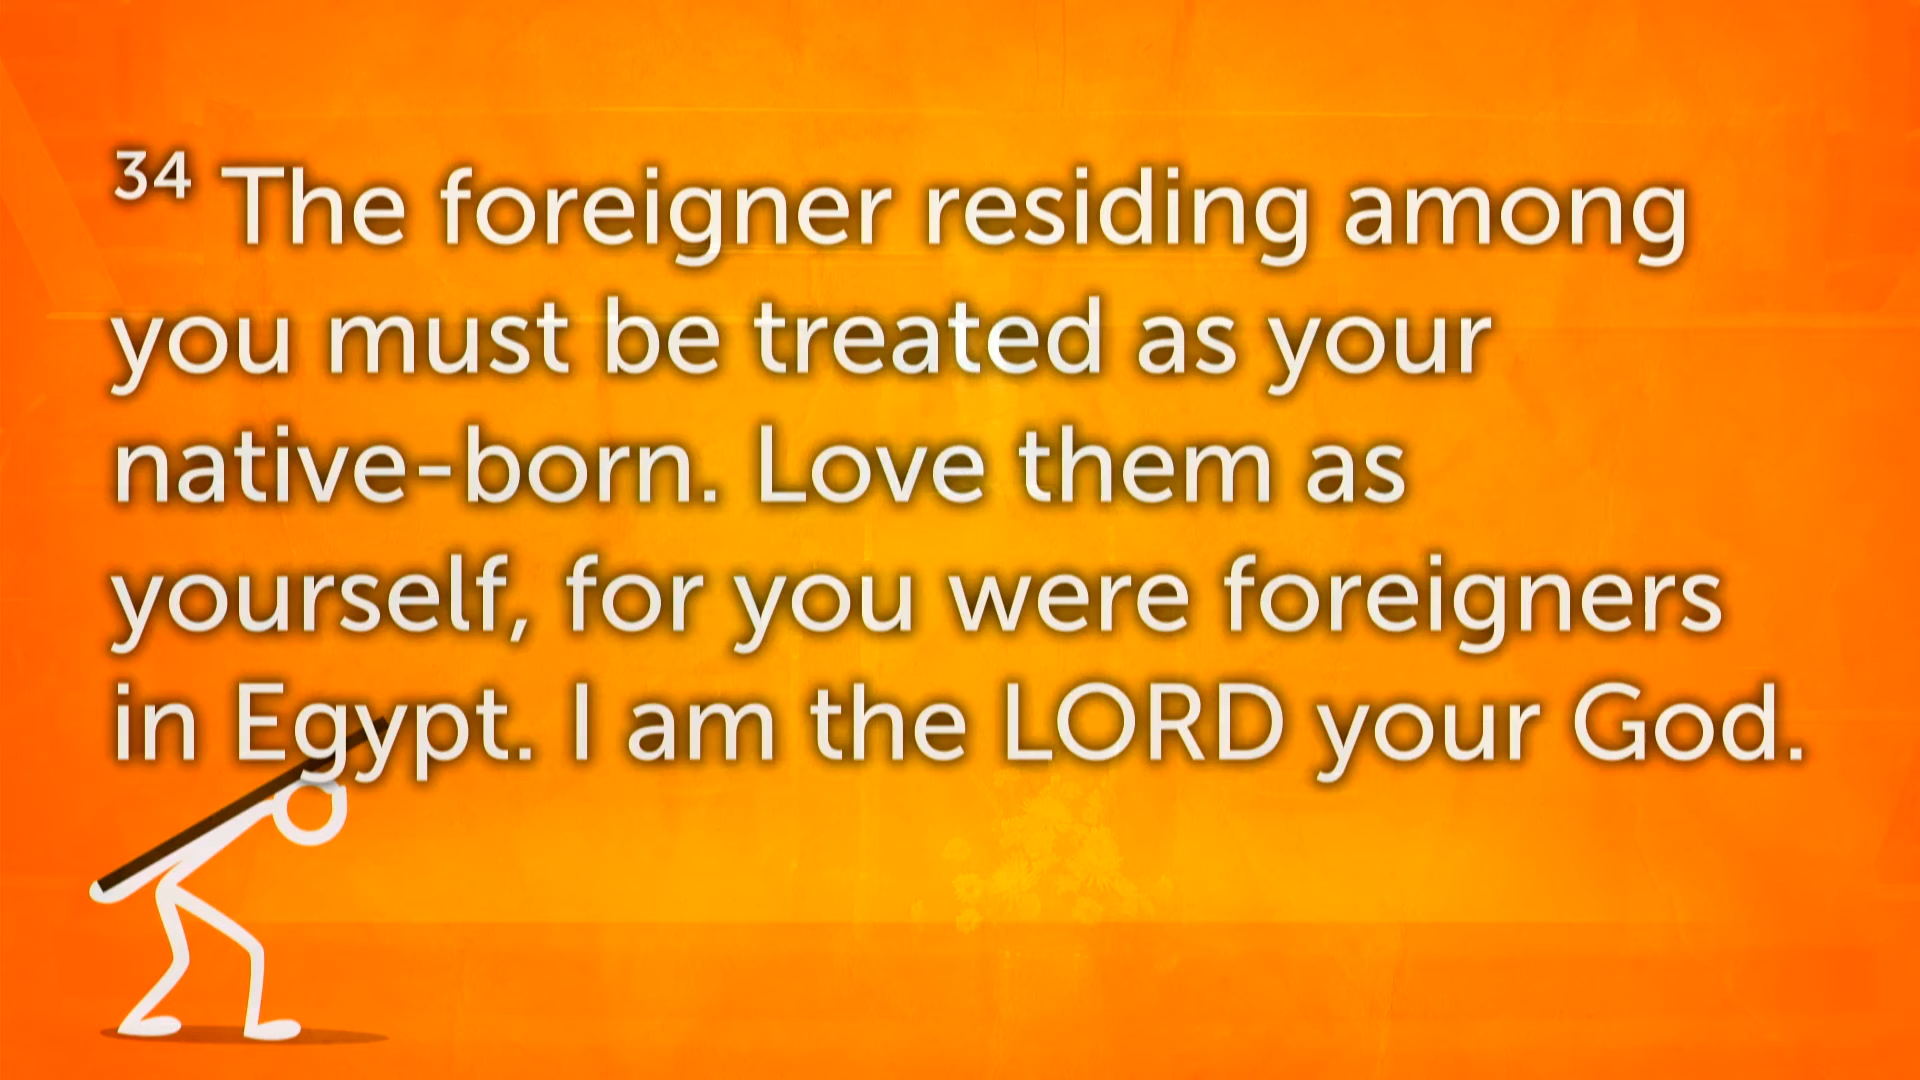 34 The foreigner residing among
you must be treated as your
native-born. Love them as
yourself, for you were foreigners
in Egypt. I am the LORD your God.